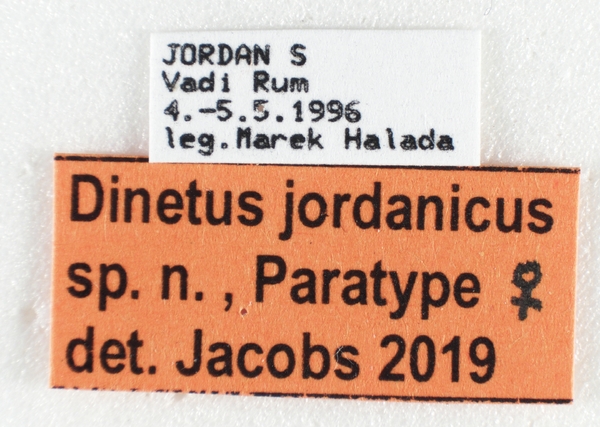 JORDAN S
Vadi Rum
4.-5.5.1996
leg.Marek Halada
Dinetus jordanicus
sp. n. , Paratype ♀
det. Jacobs 2019